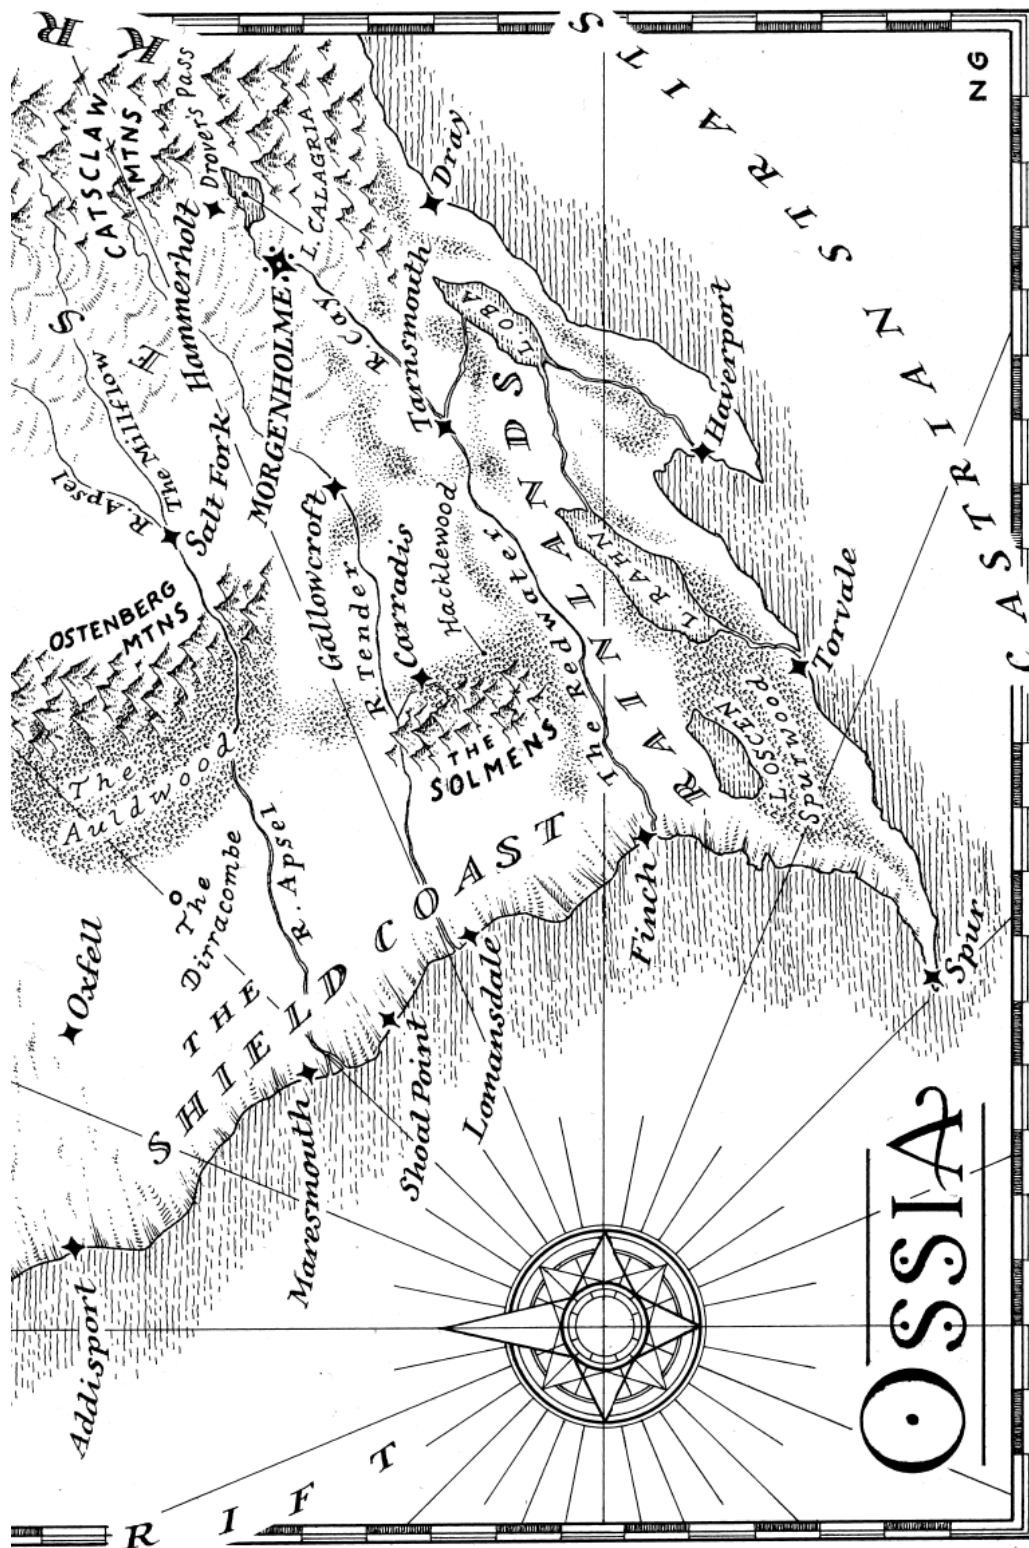 RIFT
Addisport
Oxfell
The Auldwood
OSTENBERG MTNS
R. Apsel
The Millflow
CATSCLAW MTNS
THE SHIELD COAST
The Dirracombe
Salt Fork
Hammerholt
Drovers Pass
Maresmouth
R. Apsel
MORGENHOLME
L. CALAGRIA
Gallowcroft
R. Tender
R. Cay
Shoal Point
Carradis
Tarnsmouth
Dray
Lomansdale
THE SOLMENS
Hacklewood
L. OBA
The Redwater
RAINLANDS
Finch
L. RAHN
Haverport
L. OSCEN
Spurwood
Torvale
Spur
CASTRIAN STRAITS
OSSIA
NG